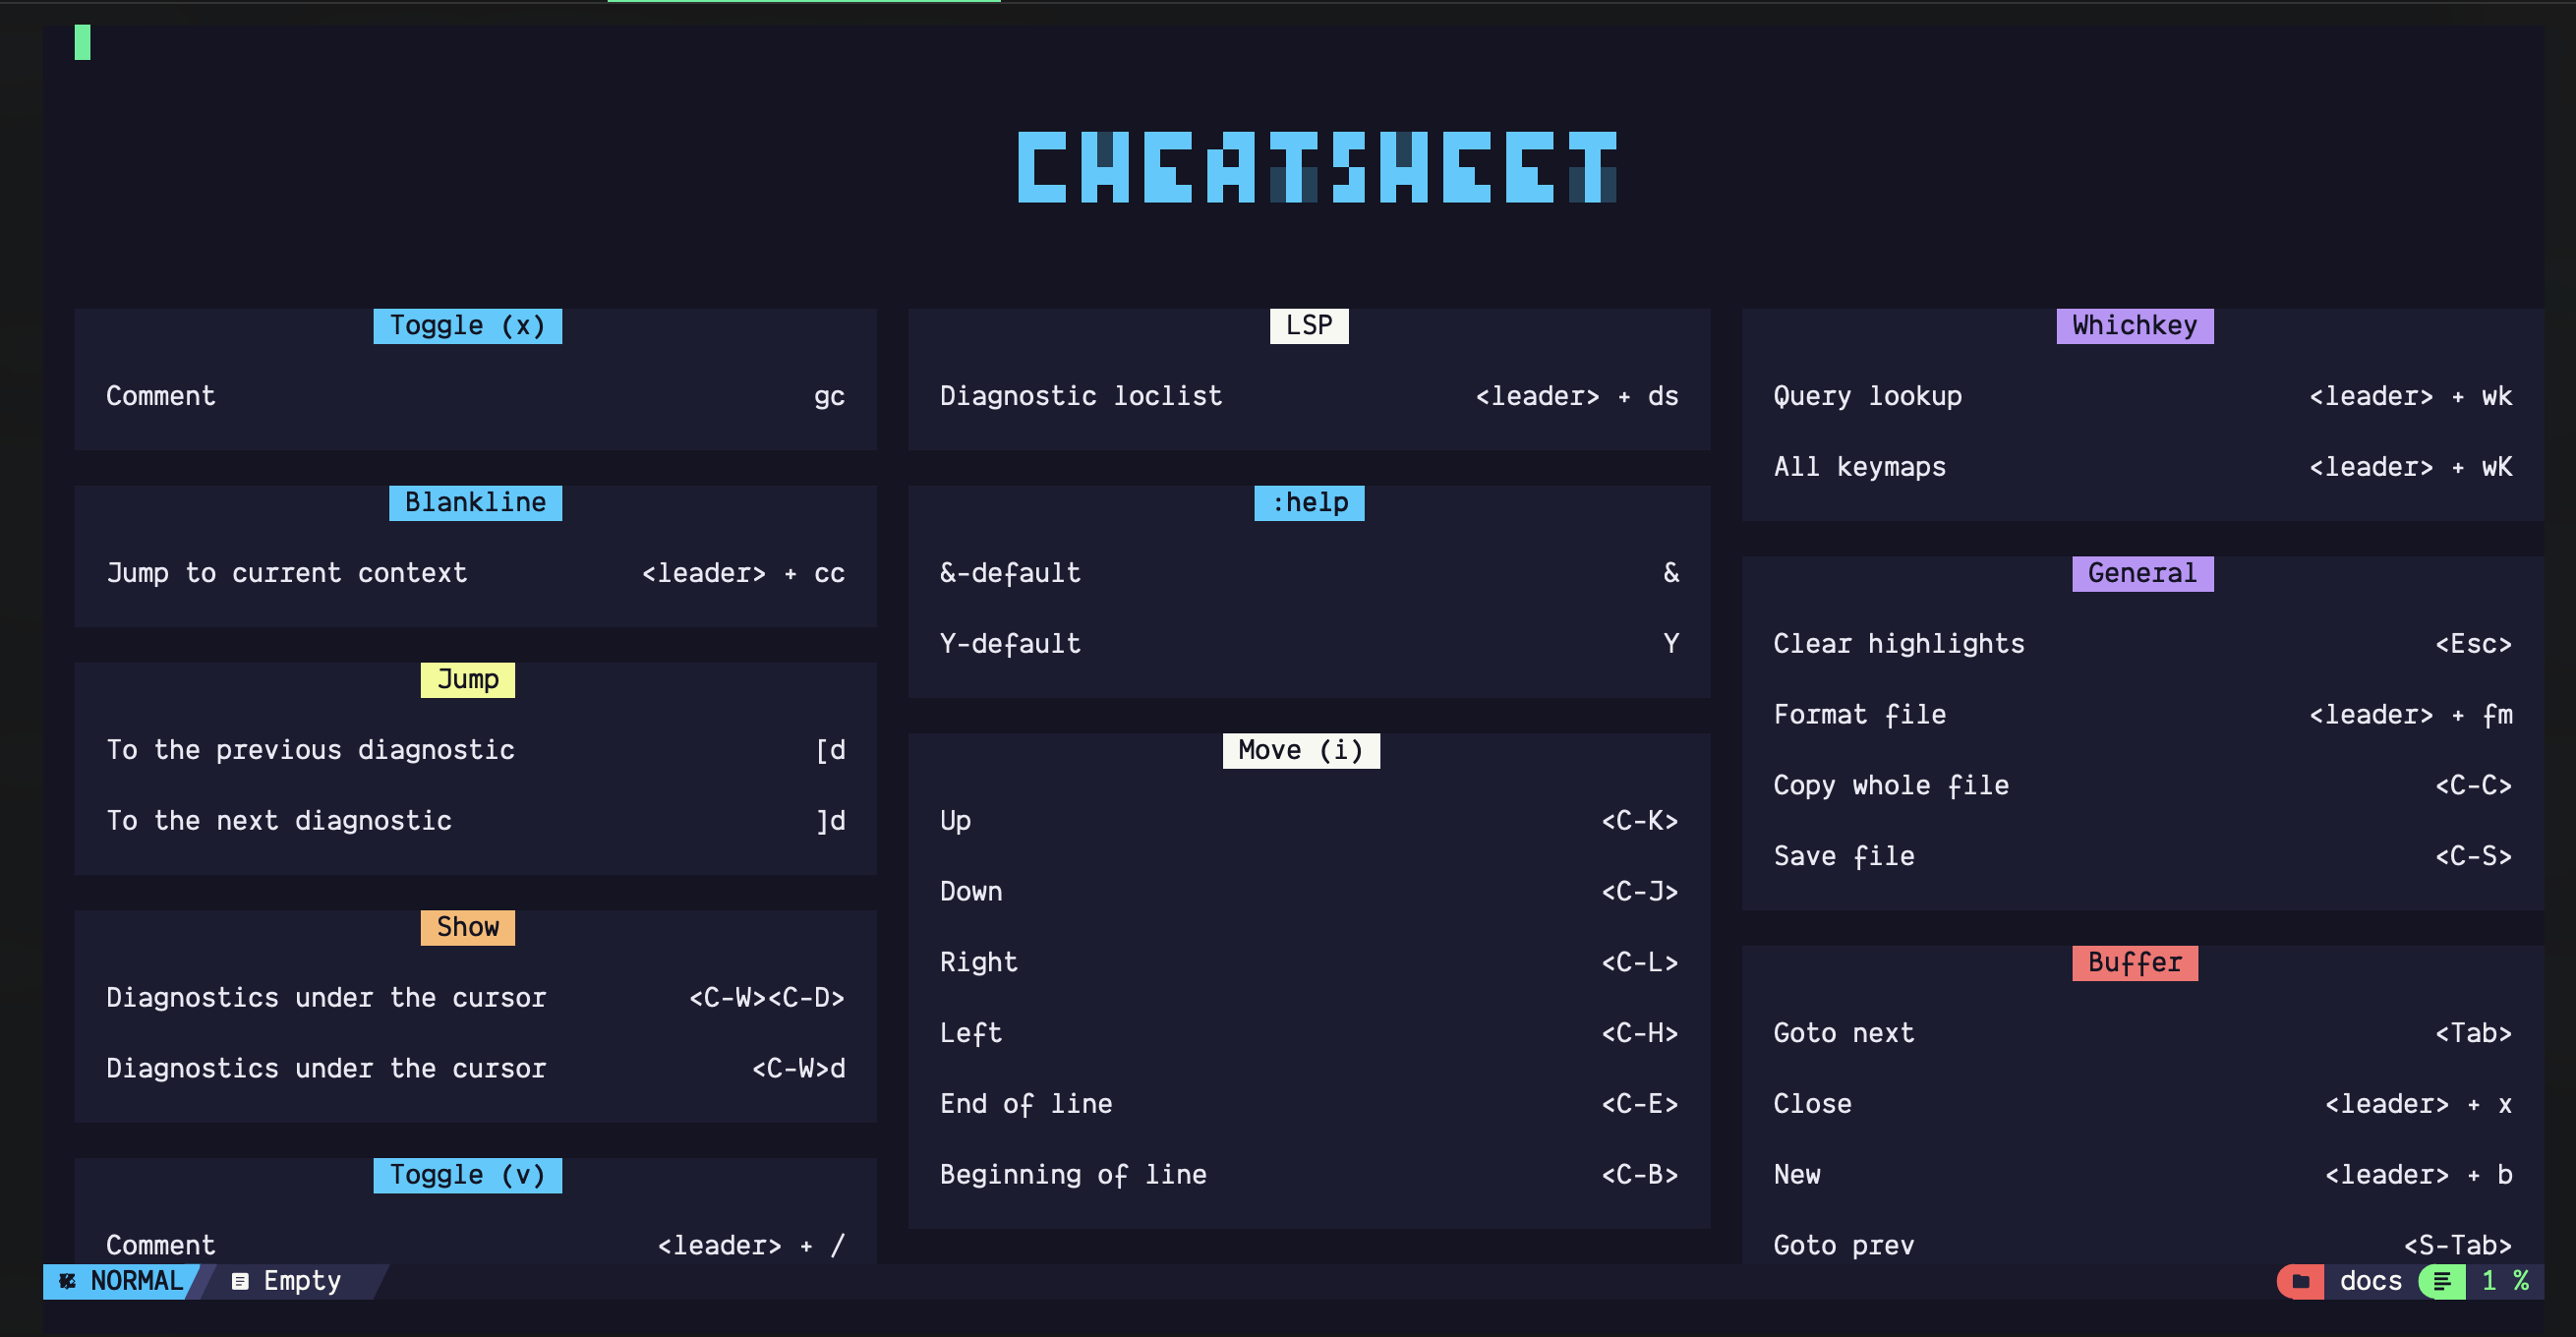 CHEATSHEET
Toggle (x)
Comment gc
Blankline
Jump to current context <leader> + cc
Jump
To the previous diagnostic [d
To the next diagnostic ]d
Show
Diagnostics under the cursor <C-W><C-D>
Diagnostics under the cursor <C-W>d
Toggle (v)
Comment <leader> + /
LSP
Diagnostic loclist <leader> + ds
:help
&-default &
Y-default Y
Move (i)
Up <C-K>
Down <C-J>
Right <C-L>
Left <C-H>
End of line <C-E>
Beginning of line <C-B>
Whichkey
Query lookup <leader> + wk
All keymaps <leader> + wK
General
Clear highlights <Esc>
Format file <leader> + fm
Copy whole file <C-C>
Save file <C-S>
Buffer
Goto next <Tab>
Close <leader> + x
New <leader> + b
Goto prev <S-Tab>
NORMAL Empty docs 1 %